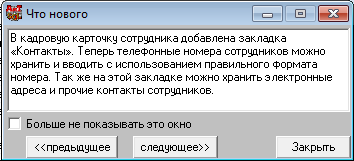 Что нового
В кадровую карточку сотрудника добавлена закладка
«Контакты». Теперь телефонные номера сотрудников можно
хранить и вводить с использованием правильного формата
номера. Так же на этой закладке можно хранить электронные
адреса и прочие контакты сотрудников.
Больше не показывать это окно
<<предыдущее следующее>> Закрыть